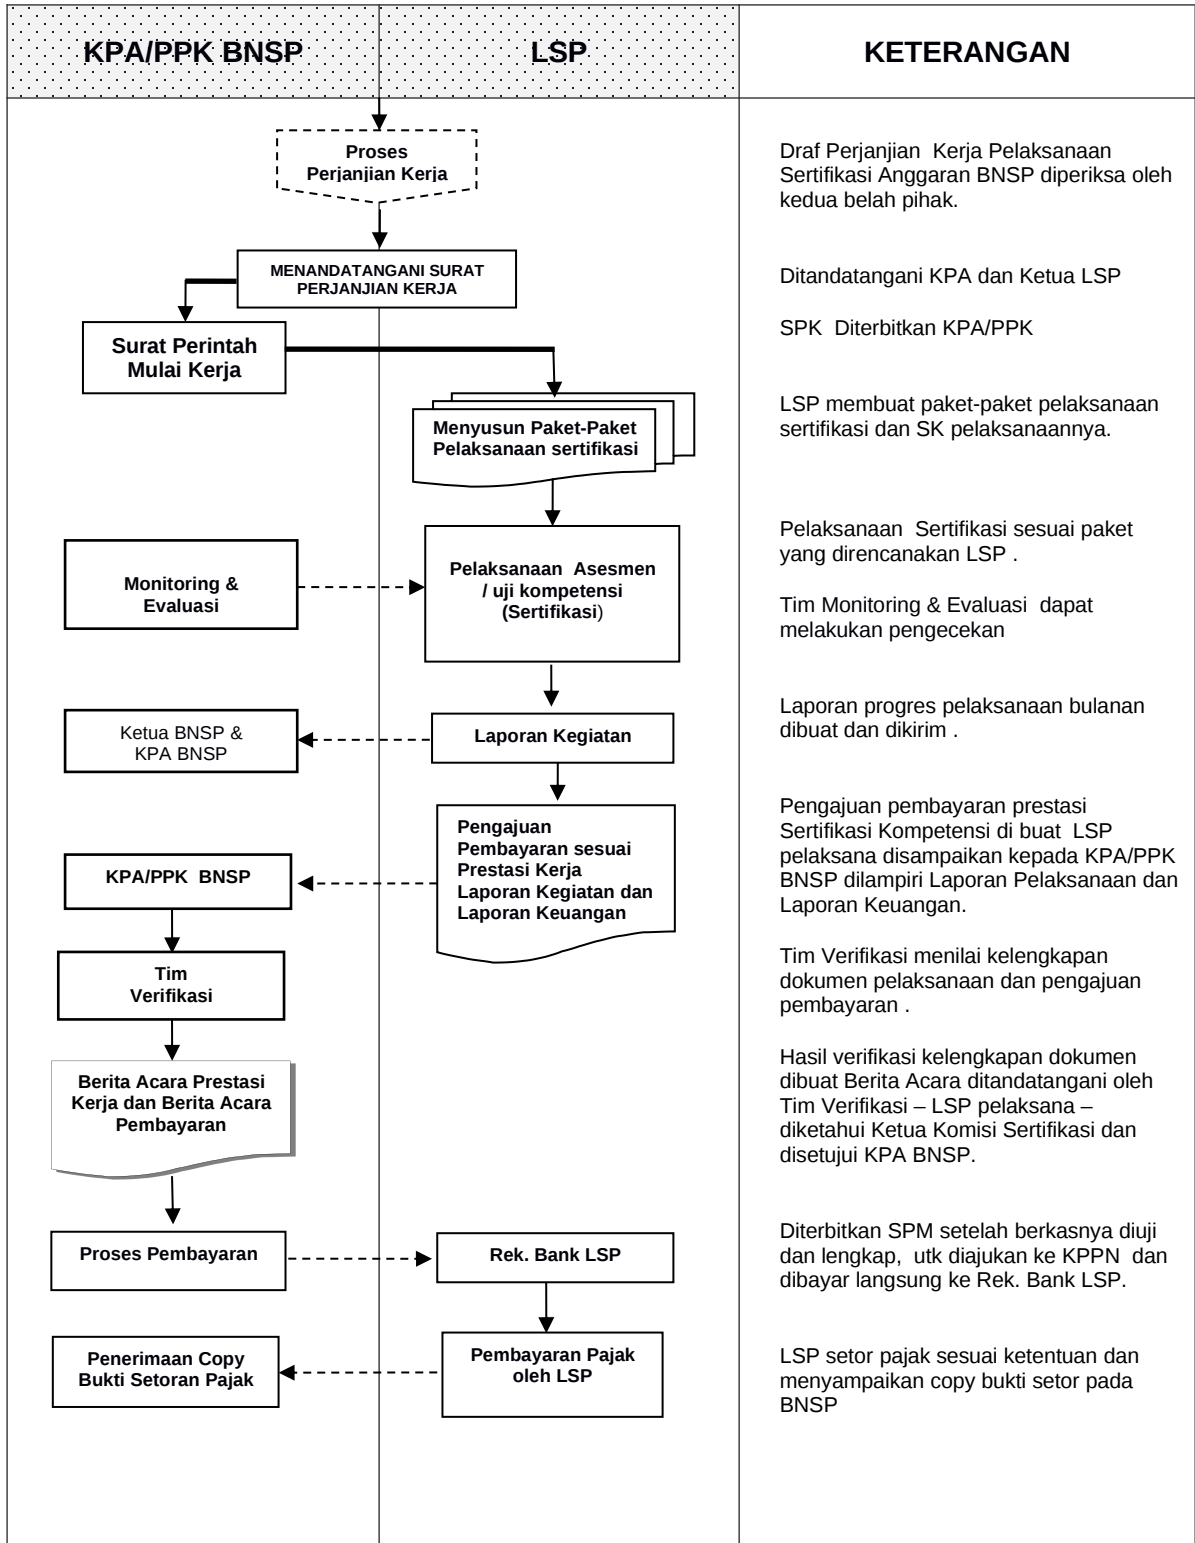 KPA/PPK BNSP
LSP
KETERANGAN
Proses
Perjanjian Kerja
Draf Perjanjian Kerja Pelaksanaan
Sertifikasi Anggaran BNSP diperiksa oleh
kedua belah pihak.
MENANDATANGANI SURAT
PERJANJIAN KERJA
Ditandatangani KPA dan Ketua LSP
Surat Perintah
Mulai Kerja
SPK Diterbitkan KPA/PPK
Menyusun Paket-Paket
Pelaksanaan sertifikasi
LSP membuat paket-paket pelaksanaan
sertifikasi dan SK pelaksanaannya.
Monitoring &
Evaluasi
Pelaksanaan Asesmen
/ uji kompetensi
(Sertifikasi)
Pelaksanaan Sertifikasi sesuai paket
yang direncanakan LSP .
Tim Monitoring & Evaluasi dapat
melakukan pengecekan
Ketua BNSP &
KPA BNSP
Laporan Kegiatan
Laporan progres pelaksanaan bulanan
dibuat dan dikirim .
KPA/PPK BNSP
Pengajuan
Pembayaran sesuai
Prestasi Kerja
Laporan Kegiatan dan
Laporan Keuangan
Pengajuan pembayaran prestasi
Sertifikasi Kompetensi di buat LSP
pelaksana disampaikan kepada KPA/PPK
BNSP dilampiri Laporan Pelaksanaan dan
Laporan Keuangan.
Tim
Verifikasi
Tim Verifikasi menilai kelengkapan
dokumen pelaksanaan dan pengajuan
pembayaran .
Berita Acara Prestasi
Kerja dan Berita Acara
Pembayaran
Hasil verifikasi kelengkapan dokumen
dibuat Berita Acara ditandatangani oleh
Tim Verifikasi – LSP pelaksana –
diketahui Ketua Komisi Sertifikasi dan
disetujui KPA BNSP.
Proses Pembayaran
Rek. Bank LSP
Diterbitkan SPM setelah berkasnya diuji
dan lengkap, utk diajukan ke KPPN dan
dibayar langsung ke Rek. Bank LSP.
Penerimaan Copy
Bukti Setoran Pajak
Pembayaran Pajak
oleh LSP
LSP setor pajak sesuai ketentuan dan
menyampaikan copy bukti setor pada
BNSP